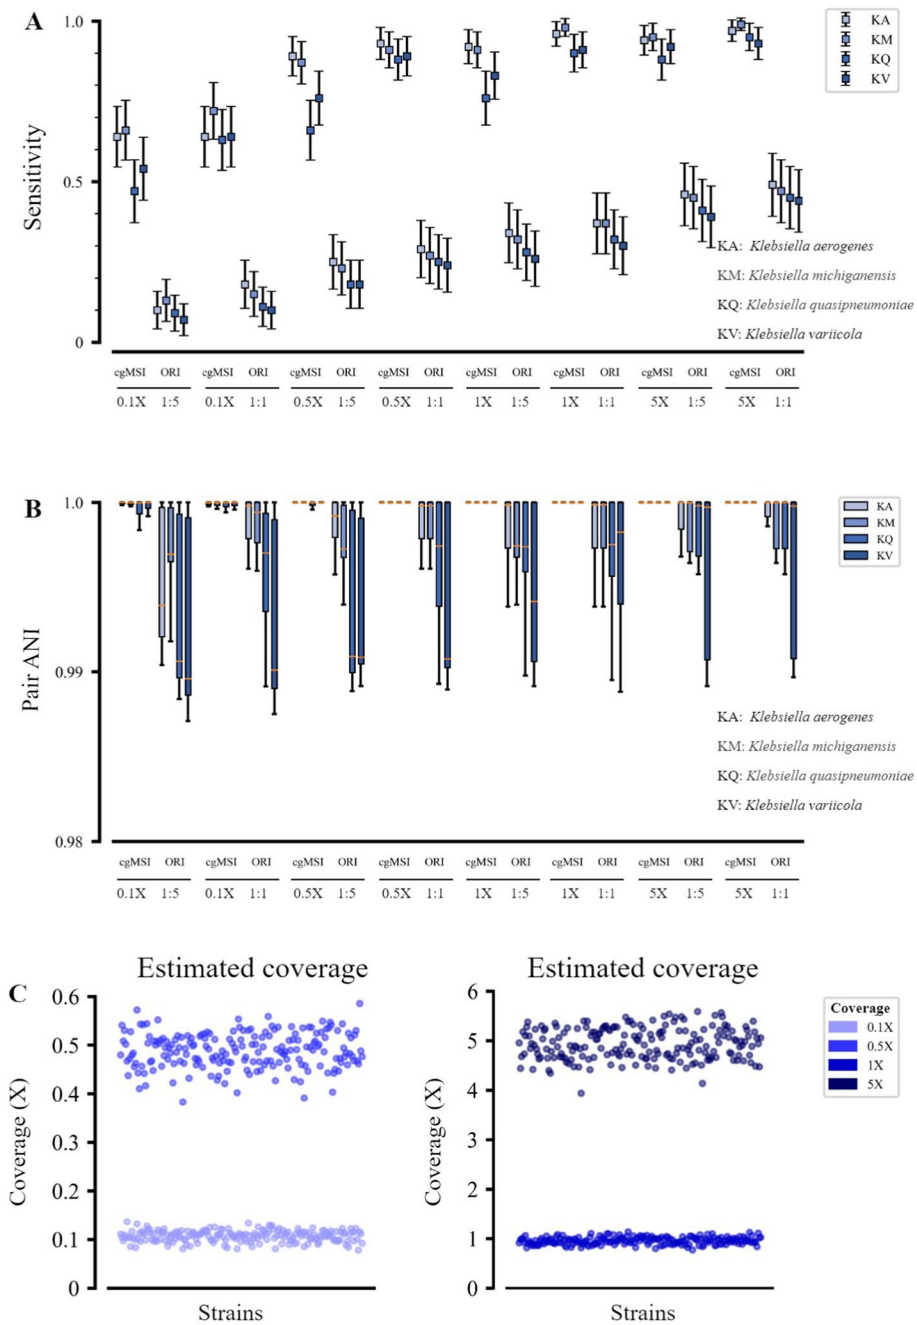 A
1.0
0.5
0
Sensitivity
KA
KM
KQ
KV
KA: Klebsiella aerogenes
KM: Klebsiella michiganensis
KQ: Klebsiella quasipneumoniae
KV: Klebsiella variicola
cgMSI ORI cgMSI ORI cgMSI ORI cgMSI ORI cgMSI ORI cgMSI ORI cgMSI ORI cgMSI ORI
0.1X 1:5 0.1X 1:1 0.5X 1:5 0.5X 1:1 1X 1:5 1X 1:1 5X 1:5 5X 1:1
B
1.0
0.99
0.98
Pair ANI
KA
KM
KQ
KV
KA: Klebsiella aerogenes
KM: Klebsiella michiganensis
KQ: Klebsiella quasipneumoniae
KV: Klebsiella variicola
cgMSI ORI cgMSI ORI cgMSI ORI cgMSI ORI cgMSI ORI cgMSI ORI cgMSI ORI cgMSI ORI
0.1X 1:5 0.1X 1:1 0.5X 1:5 0.5X 1:1 1X 1:5 1X 1:1 5X 1:5 5X 1:1
C
Estimated coverage
0.6
0.5
0.4
0.3
0.2
0.1
0
Coverage (X)
Strains
Estimated coverage
6
5
4
3
2
1
0
Coverage (X)
Strains
Coverage
0.1X
0.5X
1X
5X